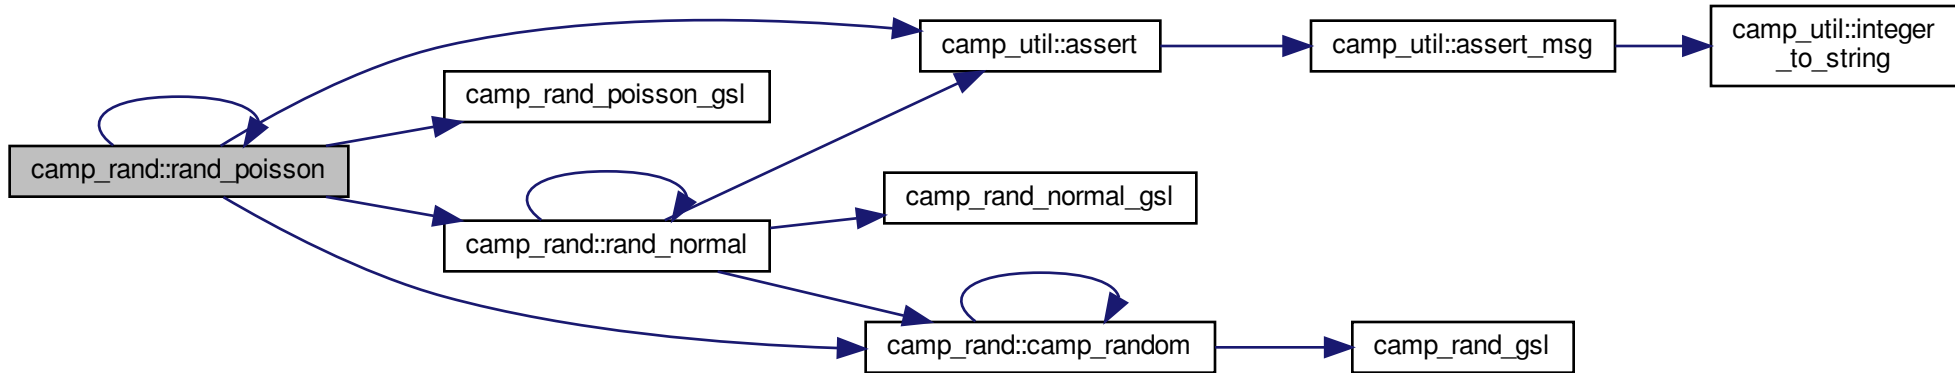 camp_rand::rand_poisson
camp_rand_poisson_gsl
camp_rand::rand_normal
camp_util::assert
camp_rand_normal_gsl
camp_rand::camp_random
camp_util::assert_msg
camp_rand_gsl
camp_util::integer
_to_string